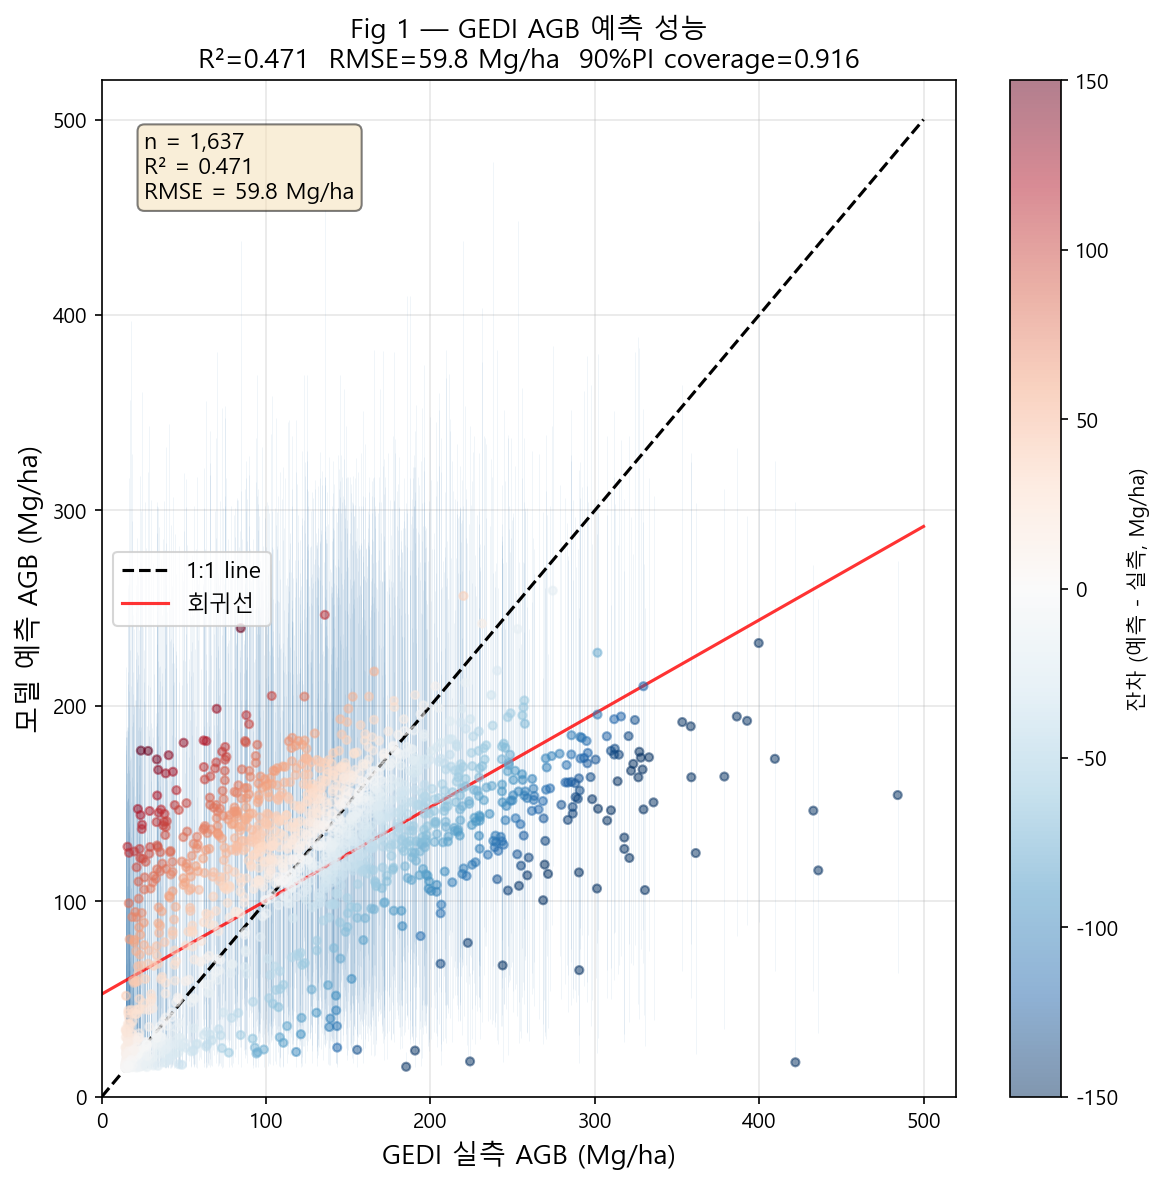 Fig 1 — GEDI AGB 예측 성능
R²=0.471 RMSE=59.8 Mg/ha 90%PI coverage=0.916
n = 1,637
R² = 0.471
RMSE = 59.8 Mg/ha
1:1 line
회귀선
모델 예측 AGB (Mg/ha)
500
400
300
200
100
0
0
100
200
300
400
500
GEDI 실측 AGB (Mg/ha)
150
100
50
0
-50
-100
-150
잔차 (예측 - 실측, Mg/ha)